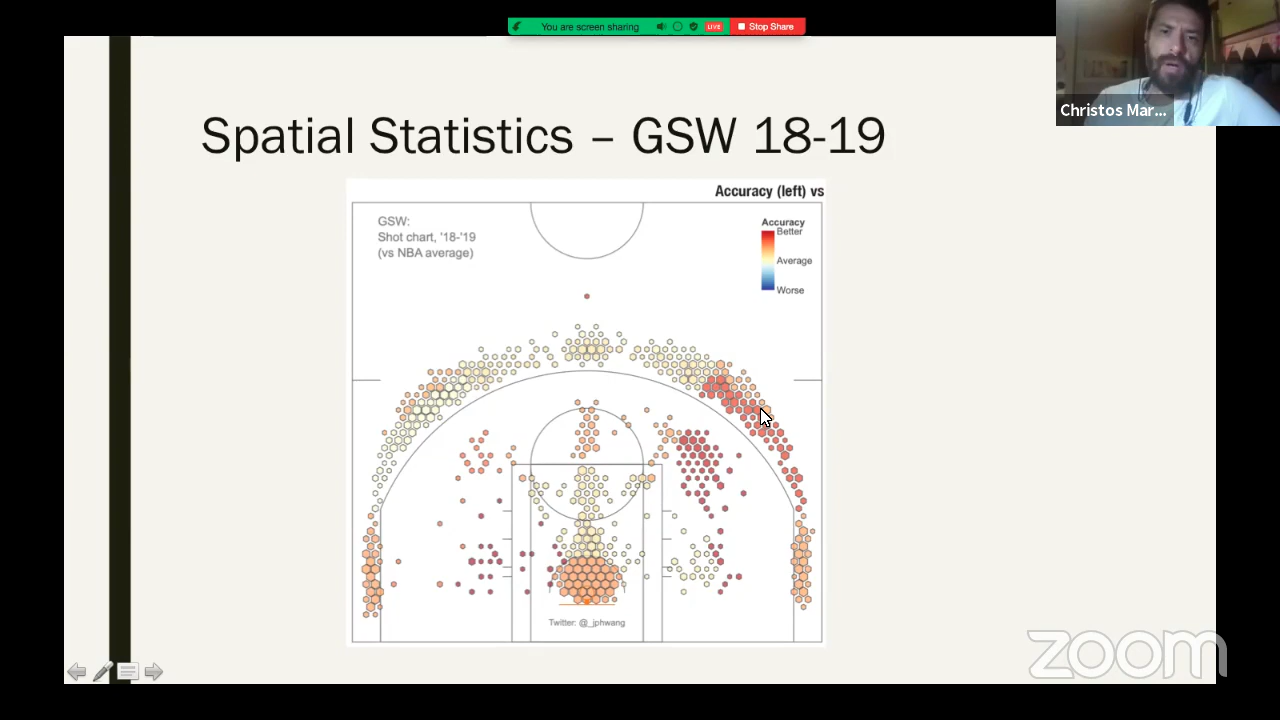 You are screen sharing
LIVE
Stop Share
Christos Mar...
Spatial Statistics – GSW 18-19
Accuracy (left) vs
GSW:
Shot chart, '18-'19
(vs NBA average)
Accuracy
Better
Average
Worse
Twitter: @_jphwang
zoom